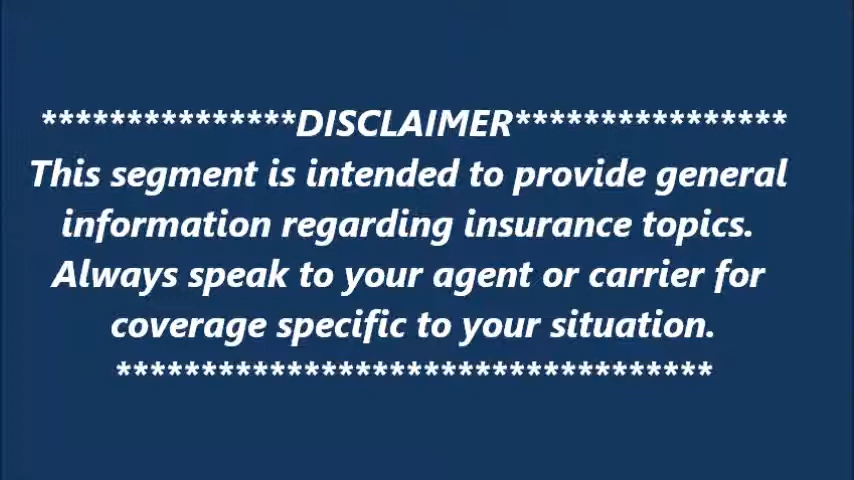 ***************DISCLAIMER****************
This segment is intended to provide general
information regarding insurance topics.
Always speak to your agent or carrier for
coverage specific to your situation.
***********************************